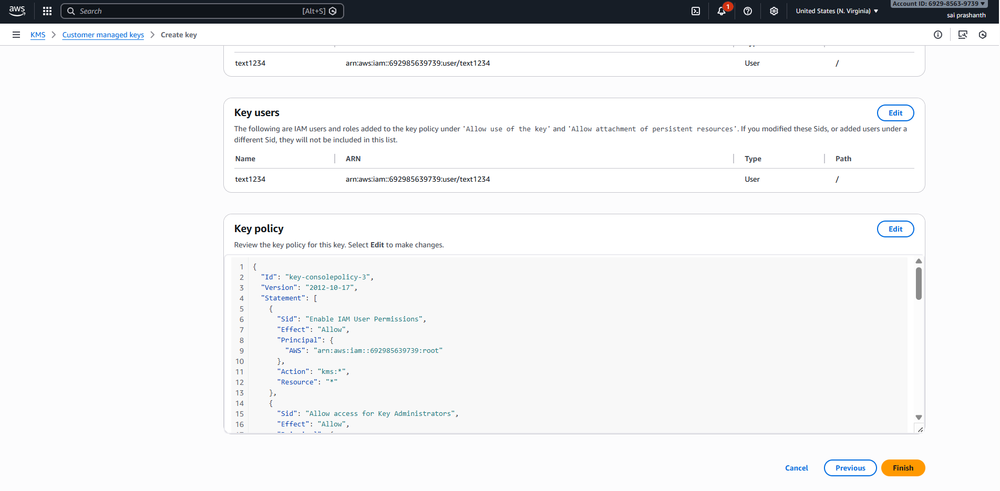 aws
Search [Alt+S]
1
United States (N. Virginia)
Account ID: 6929-8563-9739
sai prashanth
KMS > Customer managed keys > Create key
text1234 arn:aws:iam::692985639739:user/text1234 User /
Key users
Edit
The following are IAM users and roles added to the key policy under 'Allow use of the key' and 'Allow attachment of persistent resources'. If you modified these Sids, or added users under a
different Sid, they will not be included in this list.
Name ARN Type Path
text1234 arn:aws:iam::692985639739:user/text1234 User /
Key policy
Edit
Review the key policy for this key. Select Edit to make changes.
1 {
2 "Id": "key-consolepolicy-3",
3 "Version": "2012-10-17",
4 "Statement": [
5 {
6 "Sid": "Enable IAM User Permissions",
7 "Effect": "Allow",
8 "Principal": {
9 "AWS": "arn:aws:iam::692985639739:root"
10 },
11 "Action": "kms:*",
12 "Resource": "*"
13 },
14 {
15 "Sid": "Allow access for Key Administrators",
16 "Effect": "Allow",
Cancel Previous Finish